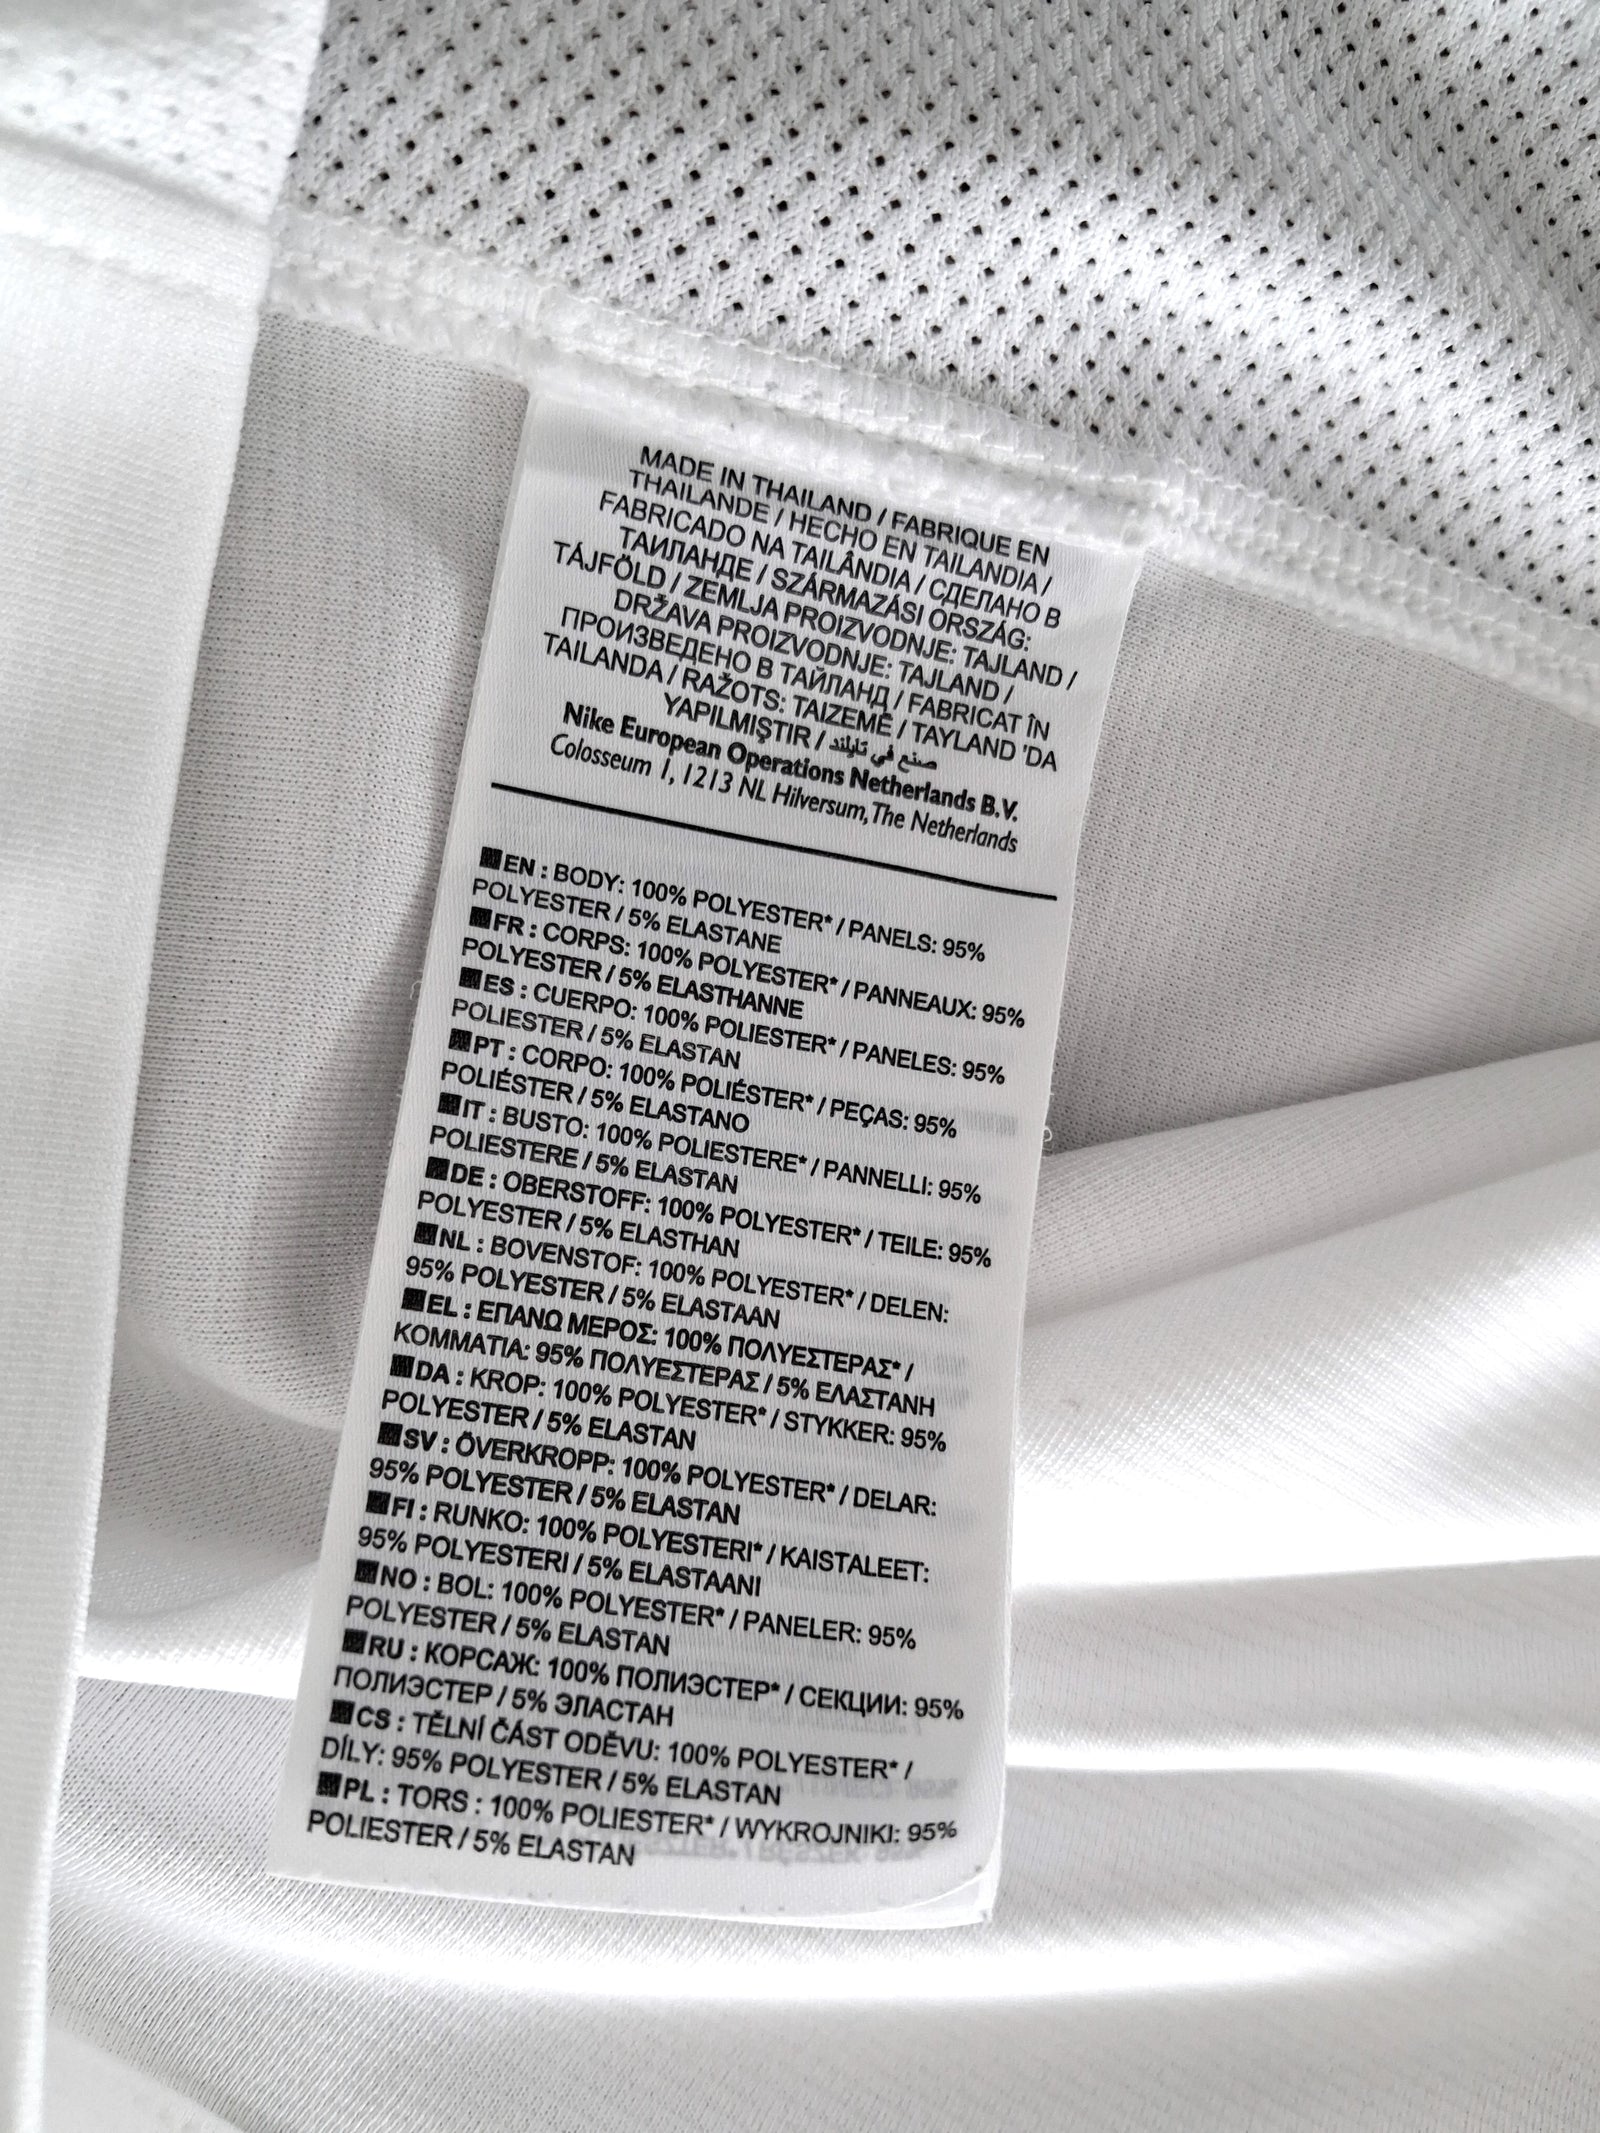 MADE IN THAILAND / FABRIQUE EN
THAILANDE / HECHO EN TAILANDIA /
FABRICADO NA TAILÂNDIA / СДЕЛАНО В
ТАИЛАНДЕ / SZÁRMAZÁSI ORSZÁG:
TÁJFÖLD / ZEMLJA PROIZVODNJE: TAJLAND /
DRŽAVA PROIZVODNJE: TAJLAND /
ПРОИЗВЕДЕНО В ТАЙЛАНД / FABRICAT ÎN
TAILANDA / RAŽOTS: TAIZEMĒ / TAYLAND 'DA
YAPILMIŞTIR / صنع في تايلند
Nike European Operations Netherlands B.V.
Colosseum 1, 1213 NL Hilversum, The Netherlands
EN : BODY: 100% POLYESTER* / PANELS: 95%
POLYESTER / 5% ELASTANE
FR : CORPS: 100% POLYESTER* / PANNEAUX: 95%
POLYESTER / 5% ELASTHANNE
ES : CUERPO: 100% POLIESTER* / PANELES: 95%
POLIESTER / 5% ELASTAN
PT : CORPO: 100% POLIÉSTER* / PEÇAS: 95%
POLIÉSTER / 5% ELASTANO
IT : BUSTO: 100% POLIESTERE* / PANNELLI: 95%
POLIESTERE / 5% ELASTAN
DE : OBERSTOFF: 100% POLYESTER* / TEILE: 95%
POLYESTER / 5% ELASTHAN
NL : BOVENSTOF: 100% POLYESTER* / DELEN:
95% POLYESTER / 5% ELASTAAN
EL : ΕΠΑΝΩ ΜΕΡΟΣ: 100% ΠΟΛΥΕΣΤΕΡΑΣ* /
ΚΟΜΜΑΤΙΑ: 95% ΠΟΛΥΕΣΤΕΡΑΣ / 5% ΕΛΑΣΤΑΝΗ
DA : KROP: 100% POLYESTER* / STYKKER: 95%
POLYESTER / 5% ELASTAN
SV : ÖVERKROPP: 100% POLYESTER* / DELAR:
95% POLYESTER / 5% ELASTAN
FI : RUNKO: 100% POLYESTERI* / KAISTALEET:
95% POLYESTERI / 5% ELASTAANI
NO : BOL: 100% POLYESTER* / PANELER: 95%
POLYESTER / 5% ELASTAN
RU : КОРСАЖ: 100% ПОЛИЭСТЕР* / СЕКЦИИ: 95%
ПОЛИЭСТЕР / 5% ЭЛАСТАН
CS : TĚLNÍ ČÁST ODĚVU: 100% POLYESTER* /
DÍLY: 95% POLYESTER / 5% ELASTAN
PL : TORS : 100% POLIESTER* / WYKROJNIKI: 95%
POLIESTER / 5% ELASTAN